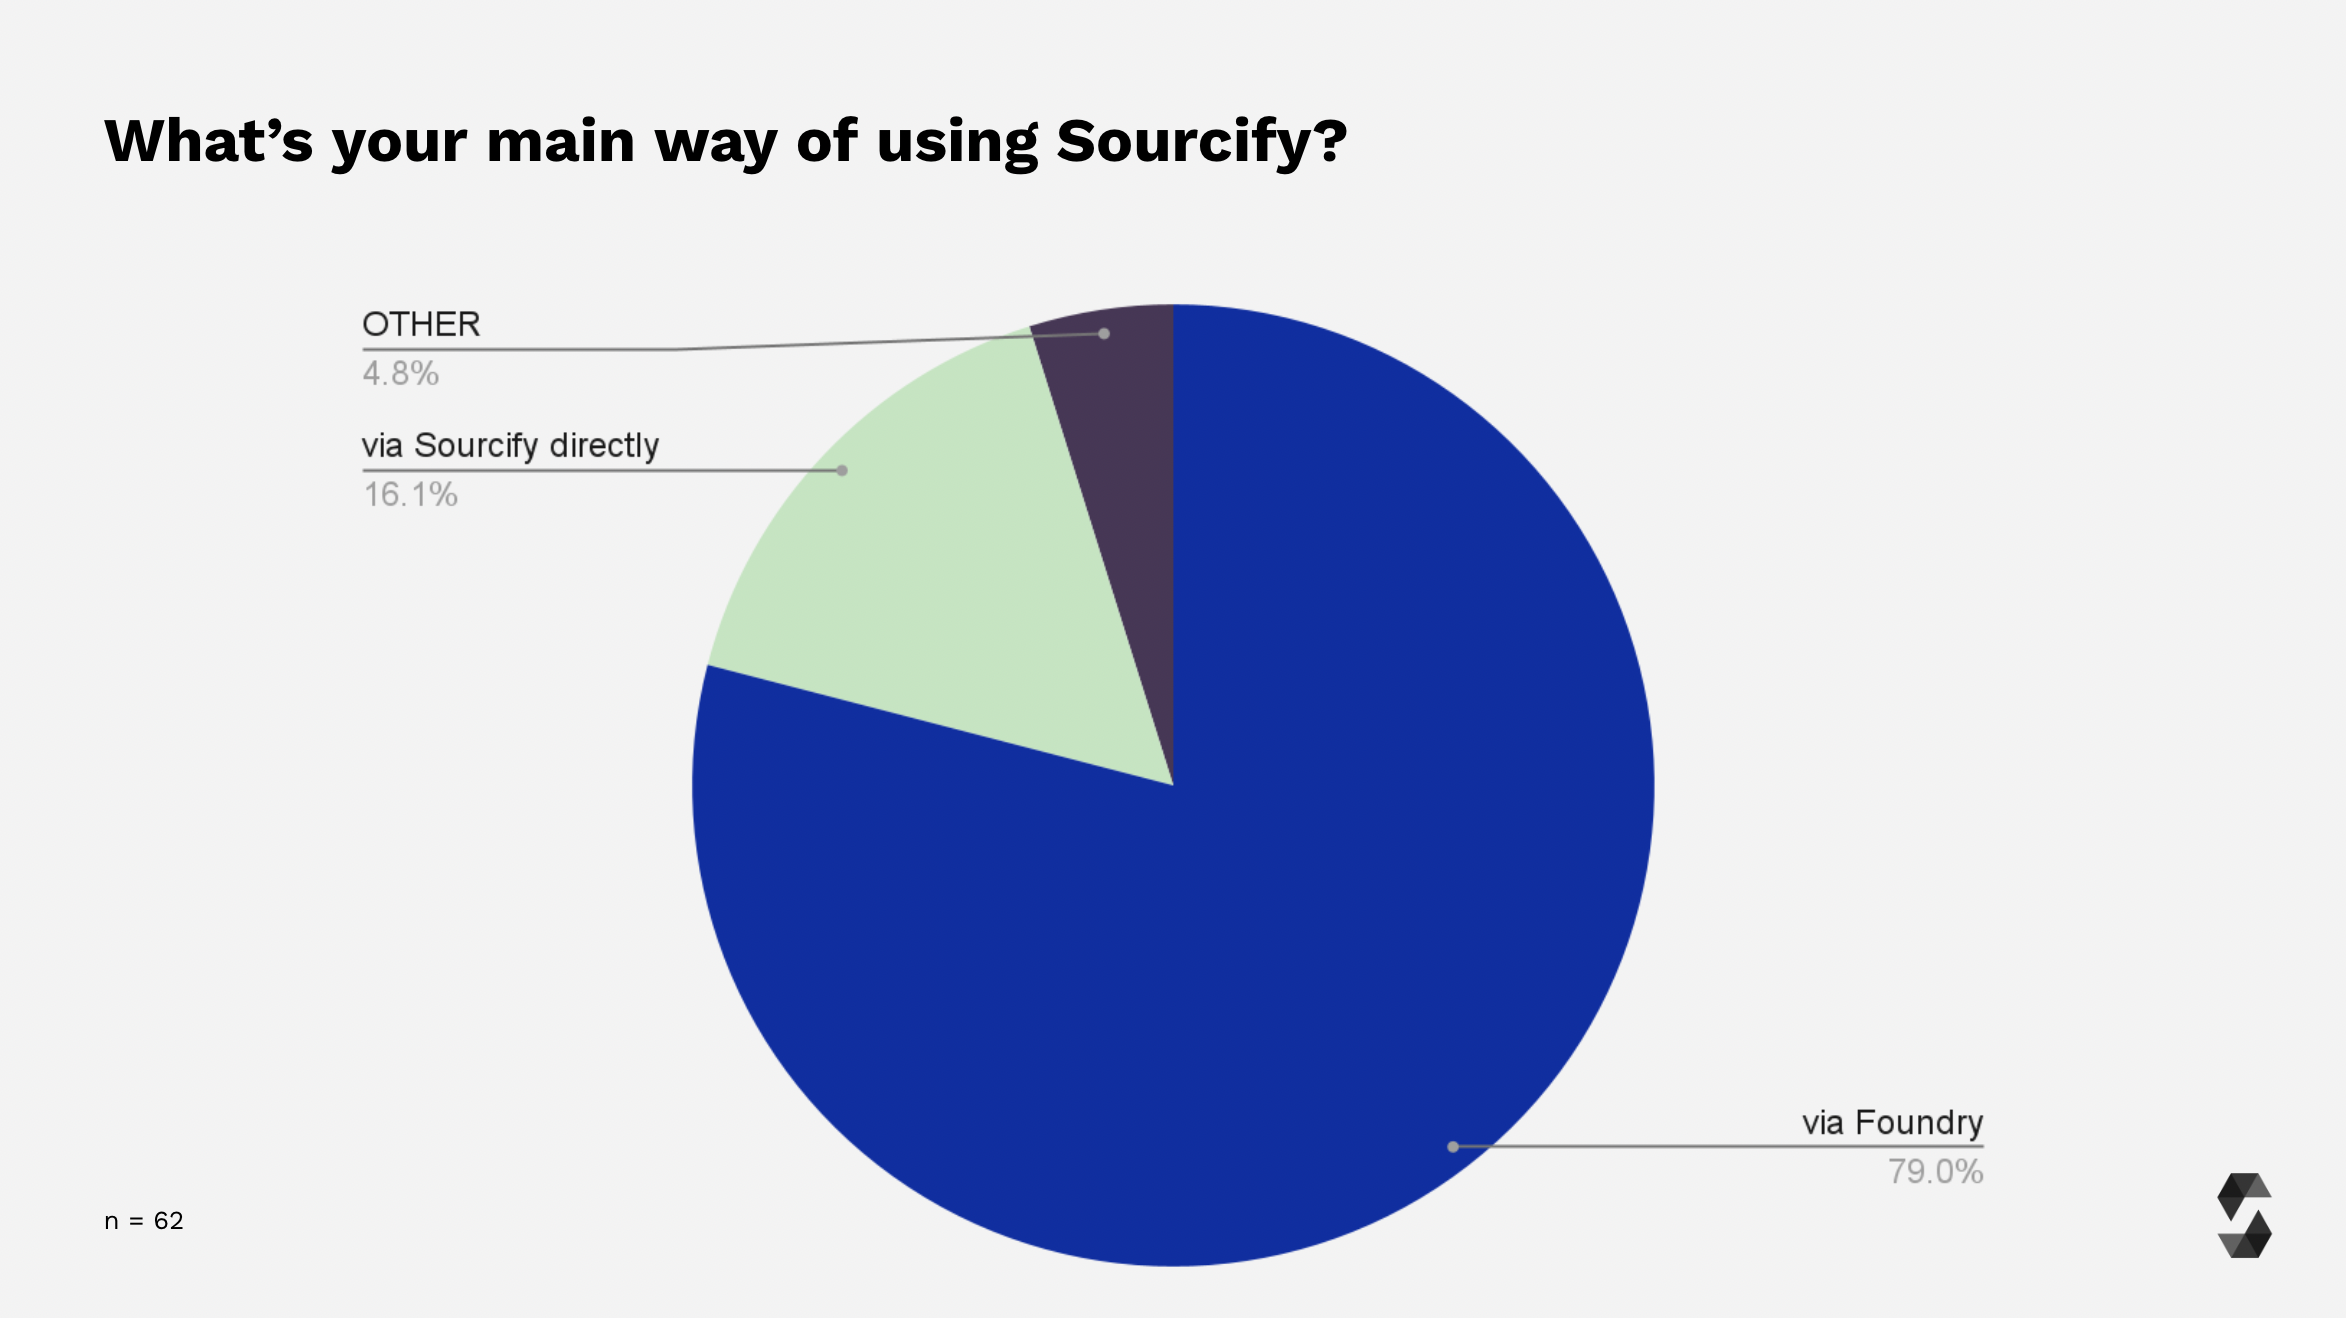 What’s your main way of using Sourcify?
OTHER
4.8%
via Sourcify directly
16.1%
via Foundry
79.0%
n = 62